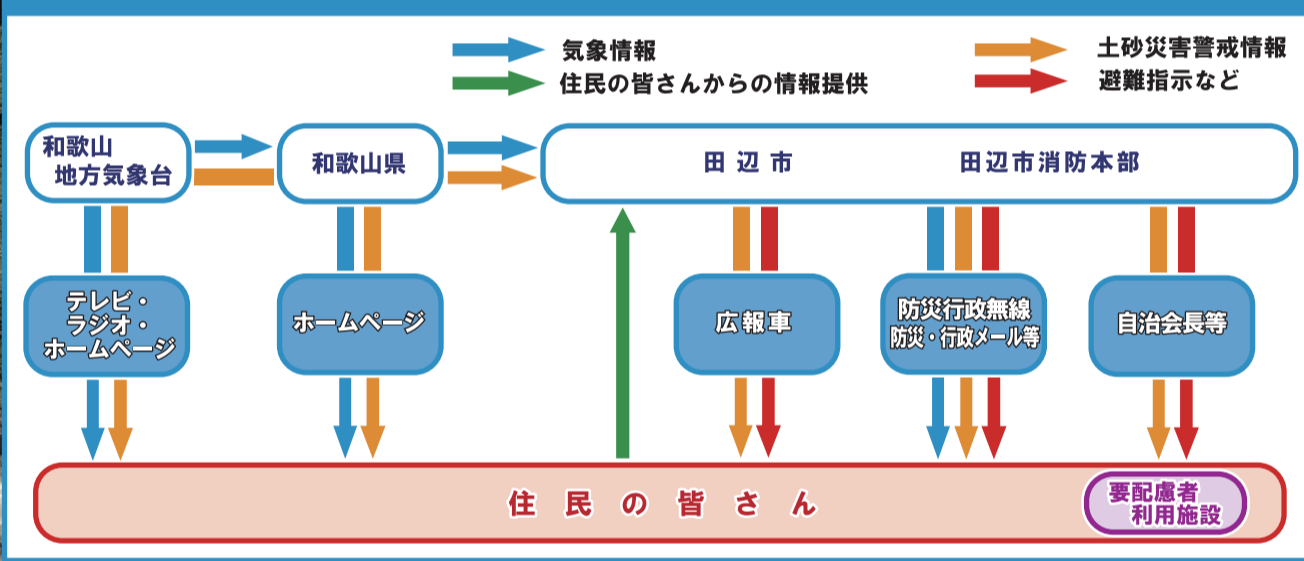 気象情報
住民の皆さんからの情報提供
土砂災害警戒情報
避難指示など
和歌山
地方気象台
和歌山県
田辺市
田辺市消防本部
テレビ・
ラジオ・
ホームページ
ホームページ
広報車
防災行政無線
防災・行政メール等
自治会長等
住民の皆さん
要配慮者
利用施設